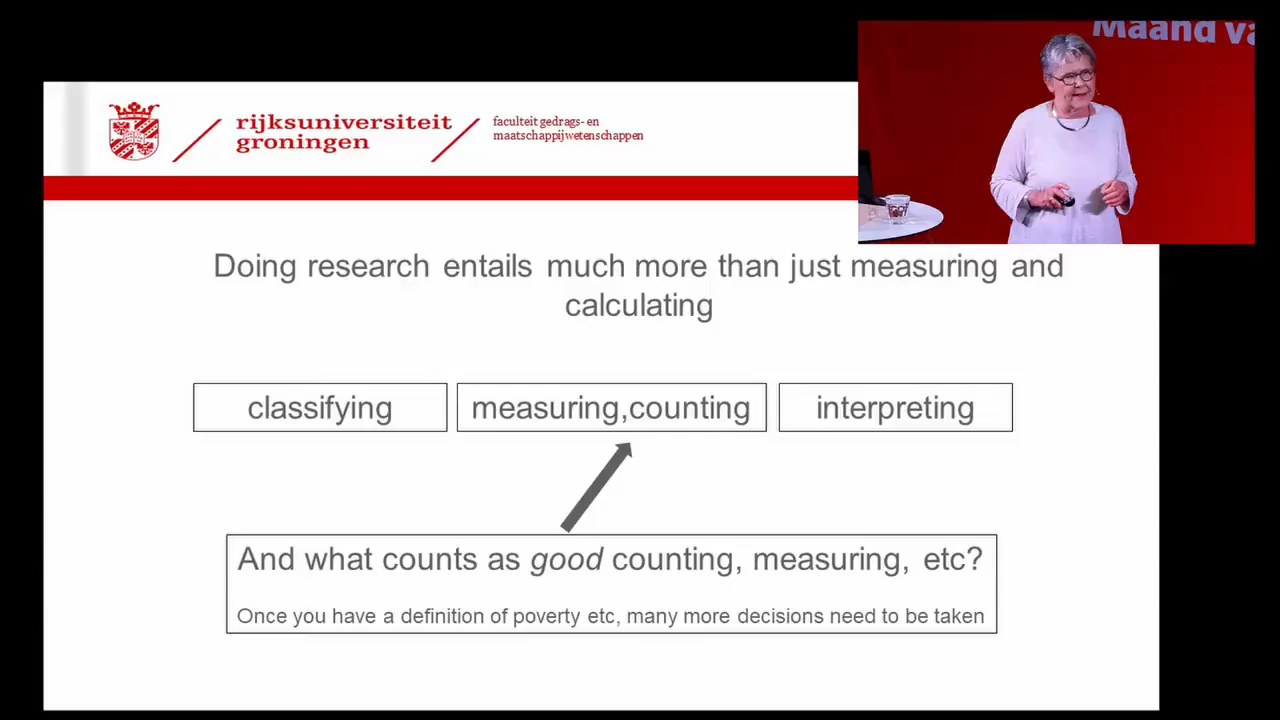 Maand va
rijksuniversiteit
groningen
faculteit gedrags- en
maatschappijwetenschappen
Doing research entails much more than just measuring and
calculating
classifying
measuring,counting
interpreting
And what counts as good counting, measuring, etc?
Once you have a definition of poverty etc, many more decisions need to be taken